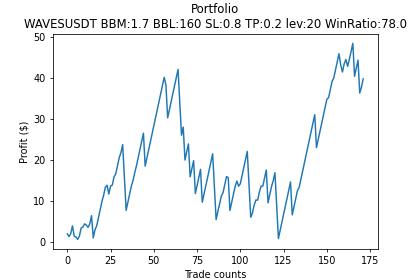 Portfolio
WAVESUSDT BBM:1.7 BBL:160 SL:0.8 TP:0.2 lev:20 WinRatio:78.0
50
40
30
20
10
0
Profit ($)
0 25 50 75 100 125 150 175
Trade counts